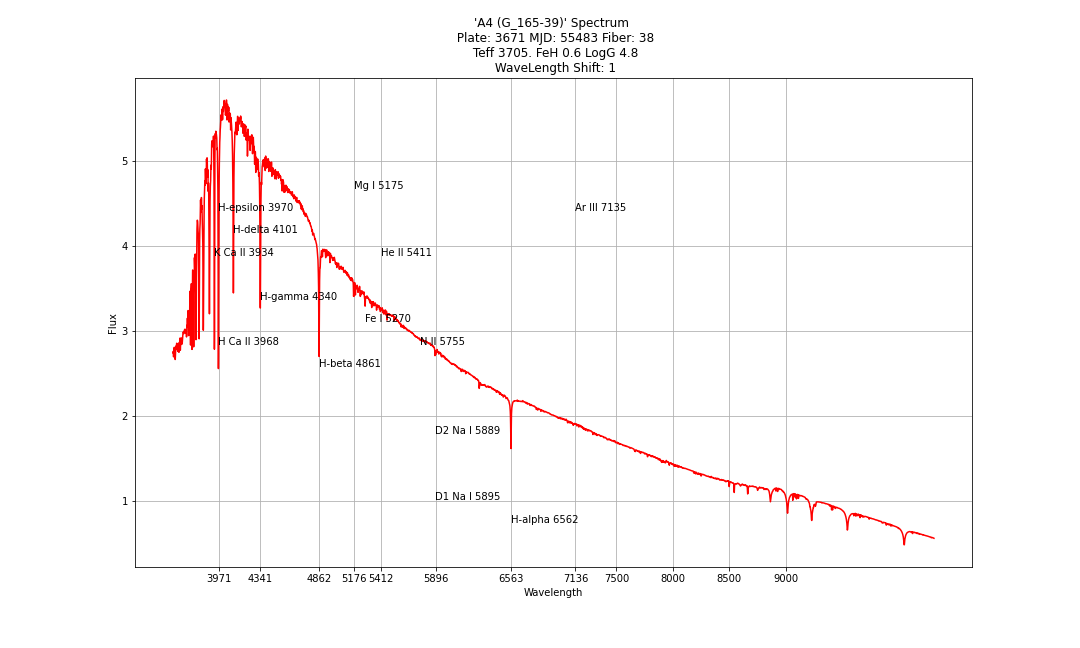 'A4 (G_165-39)' Spectrum
Plate: 3671 MJD: 55483 Fiber: 38
Teff 3705. FeH 0.6 LogG 4.8
WaveLength Shift: 1
5
4
3
2
1
Flux
Mg I 5175
H-epsilon 3970
Ar III 7135
H-delta 4101
K Ca II 3934
He II 5411
H-gamma 4340
Fe I 5270
H Ca II 3968
N II 5755
H-beta 4861
D2 Na I 5889
D1 Na I 5895
H-alpha 6562
3971 4341 4862 5176 5412 5896 6563 7136 7500 8000 8500 9000
Wavelength